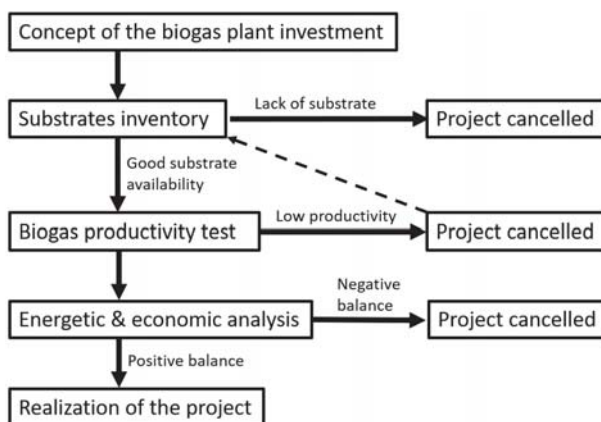 Concept of the biogas plant investment
Lack of substrate
Substrates inventory
Project cancelled
Good substrate
availability
Low productivity
Biogas productivity test
Project cancelled
Negative
balance
Energetic & economic analysis
Project cancelled
Positive balance
Realization of the project